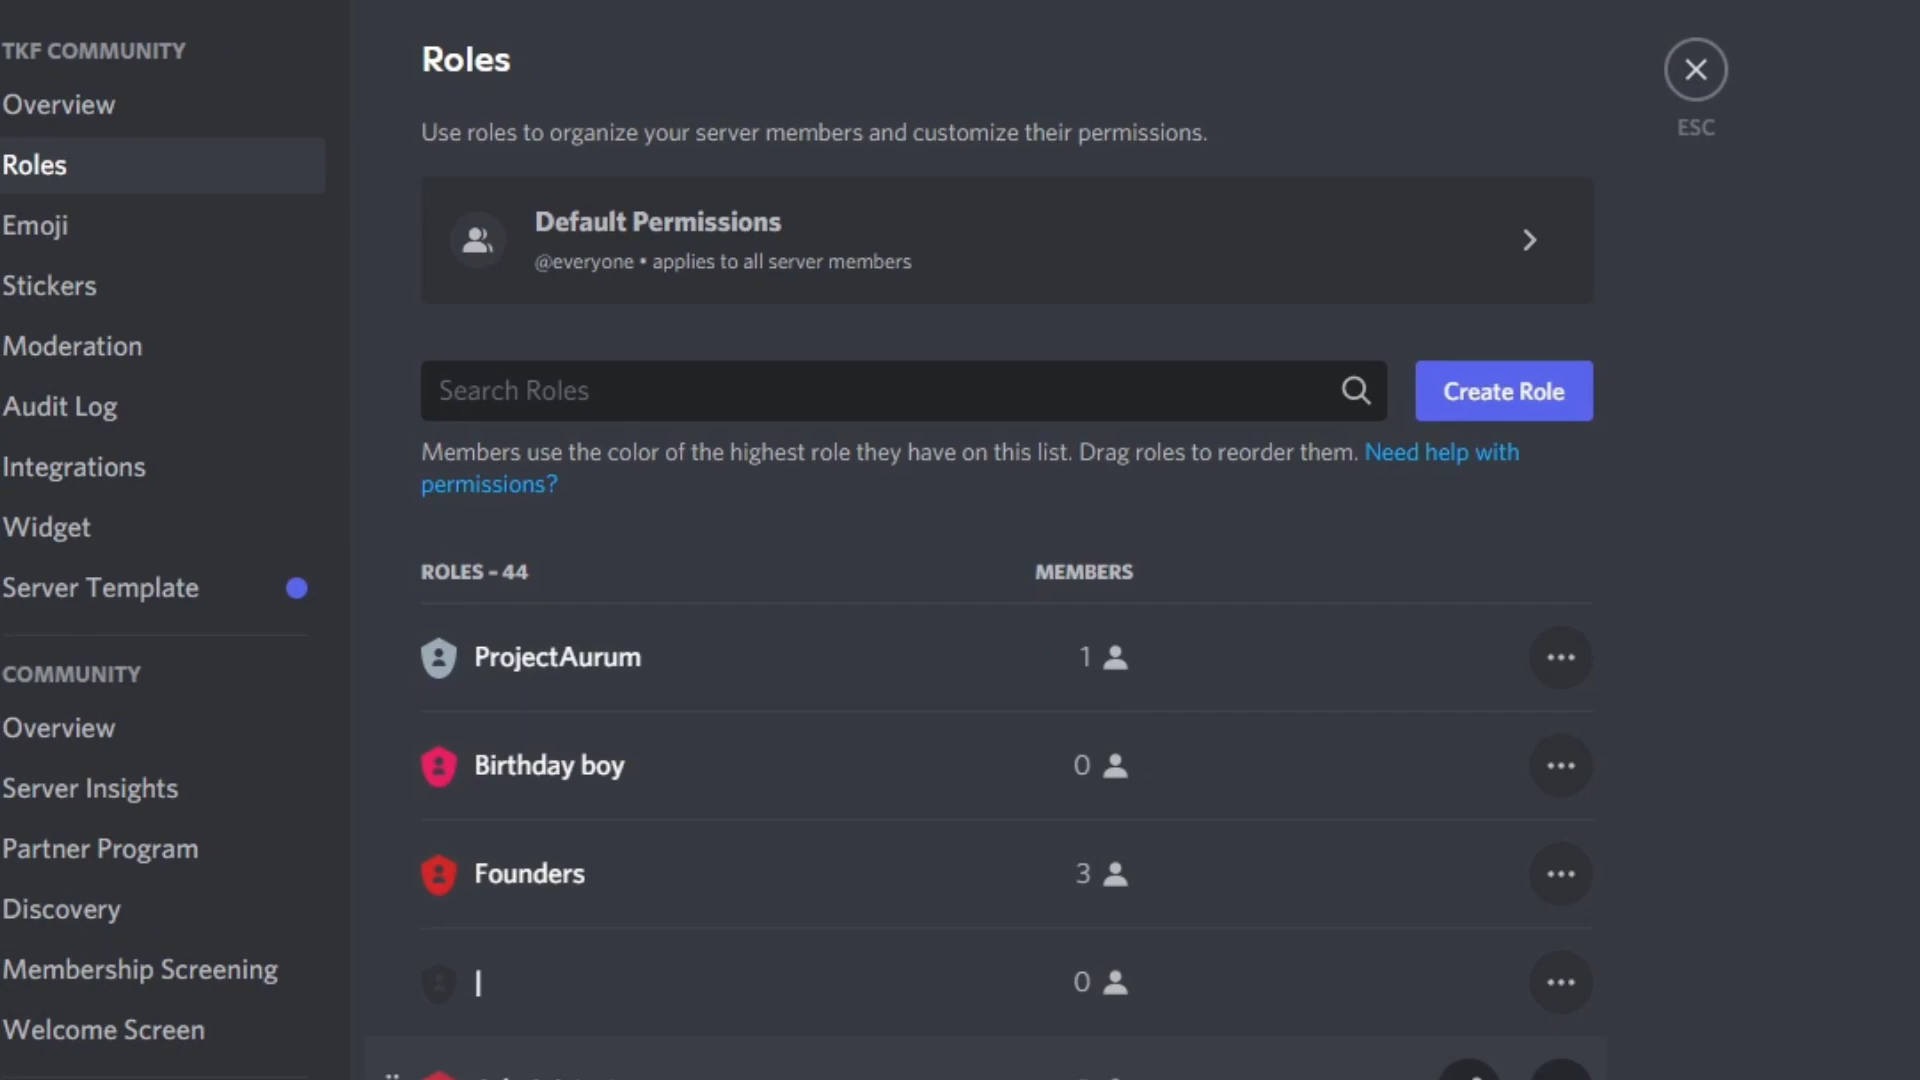 TKF COMMUNITY
Overview
Roles
Emoji
Stickers
Moderation
Audit Log
Integrations
Widget
Server Template
COMMUNITY
Overview
Server Insights
Partner Program
Discovery
Membership Screening
Welcome Screen
Roles
Use roles to organize your server members and customize their permissions.
Default Permissions
@everyone • applies to all server members
Search Roles
Create Role
Members use the color of the highest role they have on this list. Drag roles to reorder them. Need help with
permissions?
ROLES – 44 MEMBERS
ProjectAurum 1
Birthday boy 0
Founders 3
| 0
ESC